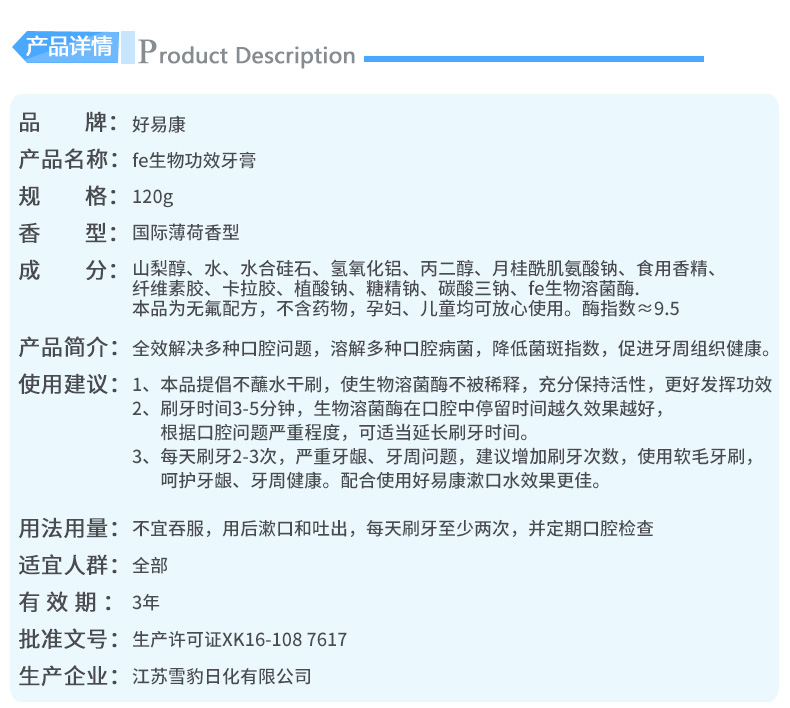 产品详情 Product Description
品牌：好易康
产品名称：fe生物功效牙膏
规格：120g
香型：国际薄荷香型
成分：山梨醇、水、水合硅石、氢氧化铝、丙二醇、月桂酰肌氨酸钠、食用香精、
纤维素胶、卡拉胶、植酸钠、糖精钠、碳酸三钠、fe生物溶菌酶.
本品为无氟配方，不含药物，孕妇、儿童均可放心使用。酶指数≈9.5
产品简介：全效解决多种口腔问题，溶解多种口腔病菌，降低菌斑指数，促进牙周组织健康。
使用建议：1、本品提倡不蘸水干刷，使生物溶菌酶不被稀释，充分保持活性，更好发挥功效
2、刷牙时间3-5分钟，生物溶菌酶在口腔中停留时间越久效果越好，
根据口腔问题严重程度，可适当延长刷牙时间。
3、每天刷牙2-3次，严重牙龈、牙周问题，建议增加刷牙次数，使用软毛牙刷，
呵护牙龈、牙周健康。配合使用好易康漱口水效果更佳。
用法用量：不宜吞服，用后漱口和吐出，每天刷牙至少两次，并定期口腔检查
适宜人群：全部
有效期：3年
批准文号：生产许可证XK16-108 7617
生产企业：江苏雪豹日化有限公司